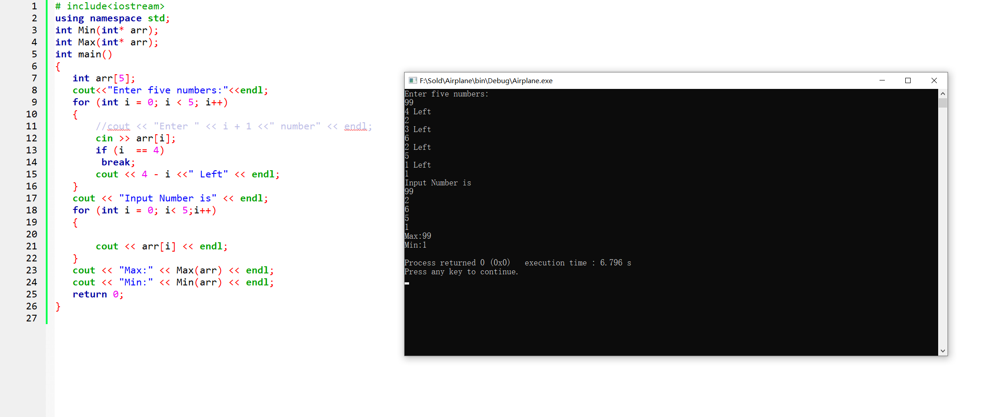 1 # include<iostream>
2 using namespace std;
3 int Min(int* arr);
4 int Max(int* arr);
5 int main()
6 {
7 int arr[5];
8 cout<<"Enter five numbers:"<<endl;
9 for (int i = 0; i < 5; i++)
10 {
11 //cout << "Enter " << i + 1 <<" number" << endl;
12 cin >> arr[i];
13 if (i  == 4)
14 break;
15 cout << 4 - i <<" Left" << endl;
16 }
17 cout << "Input Number is" << endl;
18 for (int i = 0; i< 5;i++)
19 {
20
21 cout << arr[i] << endl;
22 }
23 cout << "Max:" << Max(arr) << endl;
24 cout << "Min:" << Min(arr) << endl;
25 return 0;
26 }
27
F:\Sold\Airplane\bin\Debug\Airplane.exe
Enter five numbers:
99
4 Left
2
3 Left
6
2 Left
5
1 Left
1
Input Number is
99
2
6
5
1
Max:99
Min:1
Process returned 0 (0x0)   execution time : 6.796 s
Press any key to continue.